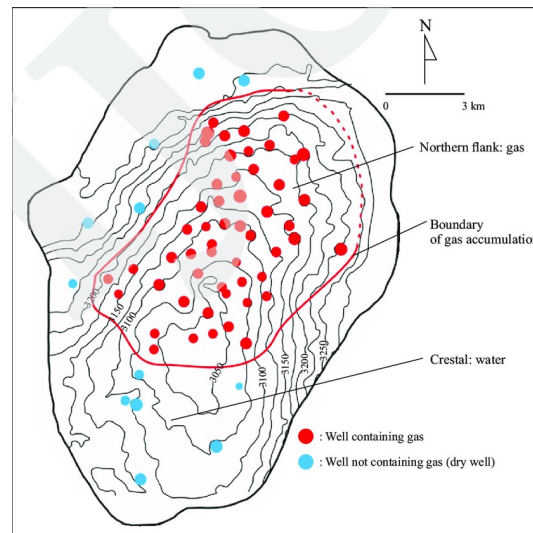 N
0 3 km
Northern flank: gas
Boundary
of gas accumulation
3200
3150
3100
3050
3100
3150
3200
3250
Crestal: water
: Well containing gas
: Well not containing gas (dry well)